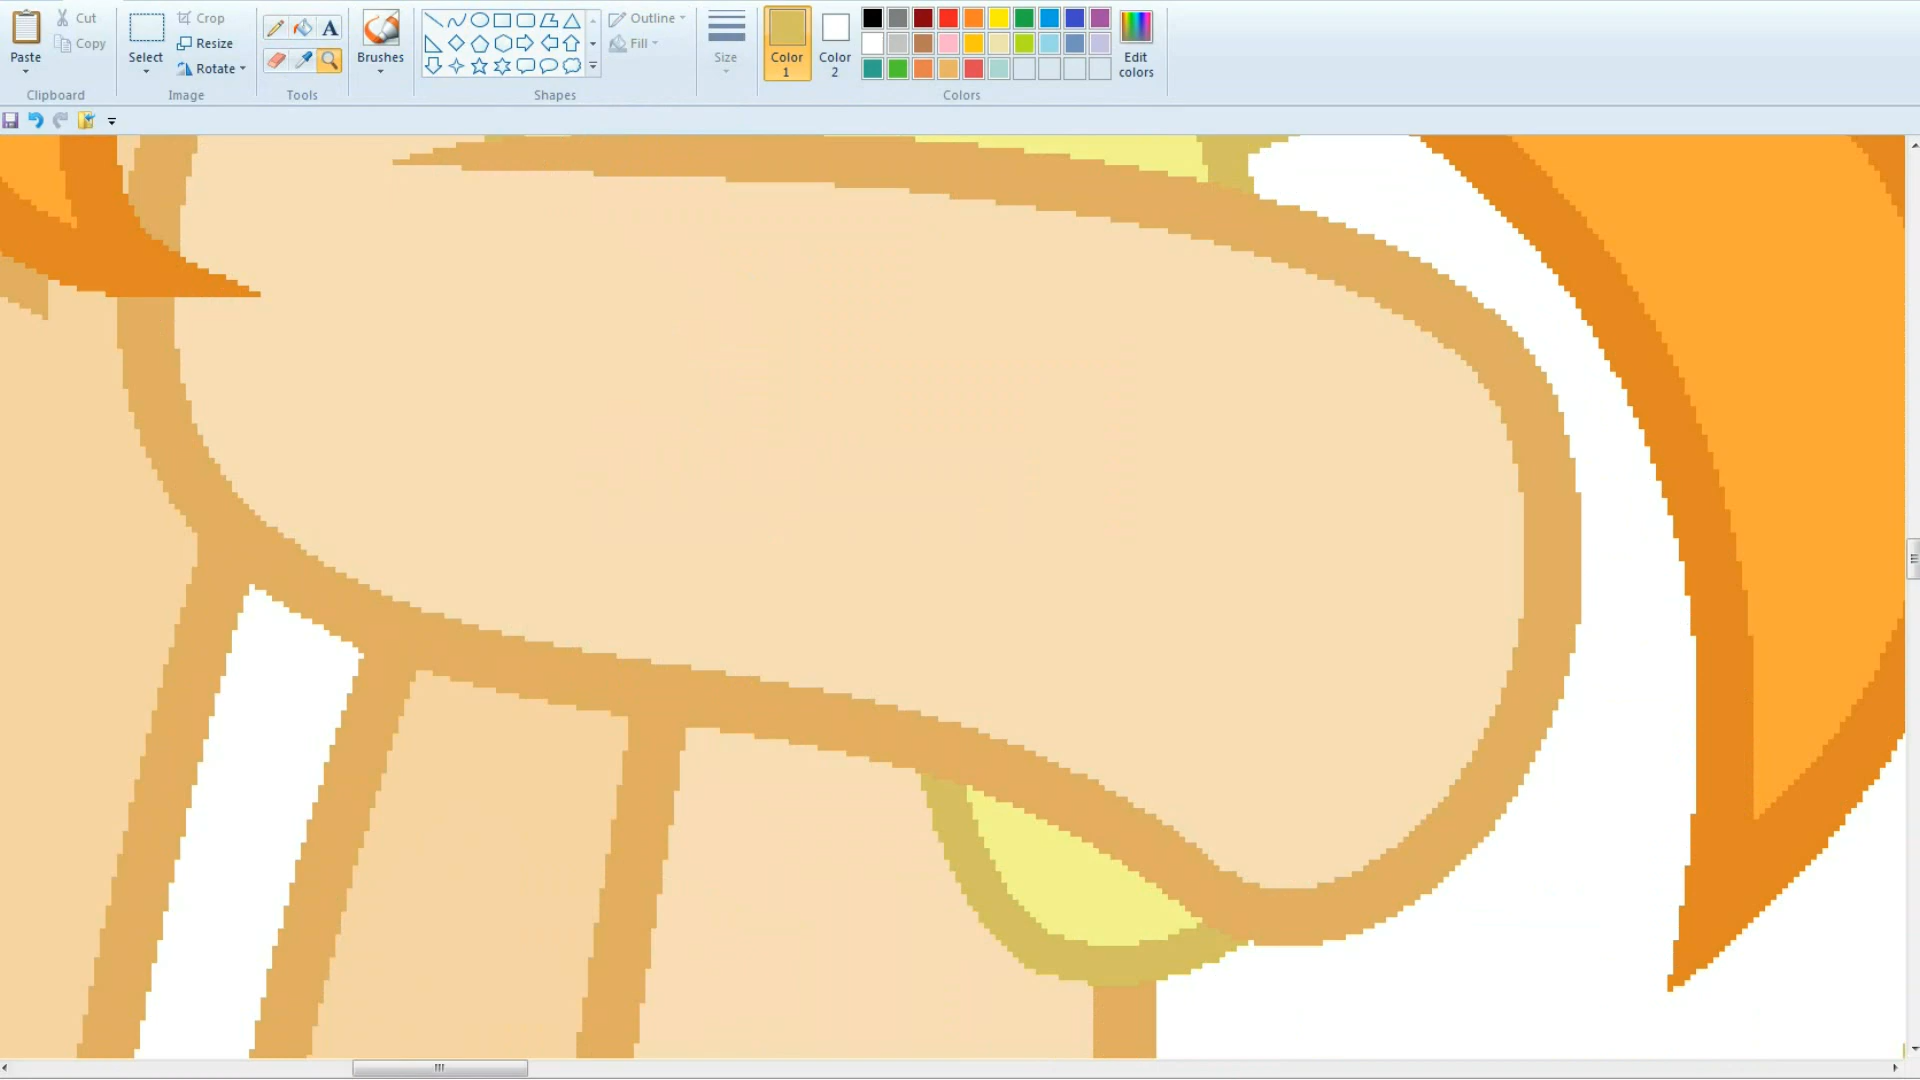 Paste
Cut
Copy
Clipboard
Select
Crop
Resize
Rotate
Image
A
Tools
Brushes
Outline
Fill
Shapes
Size
Color
1
Color
2
Edit
colors
Colors